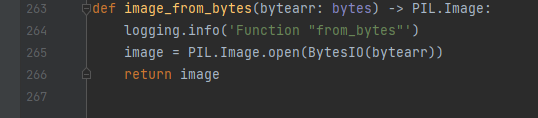 263 def image_from_bytes(bytearr: bytes) -> PIL.Image:
264     logging.info('Function "from_bytes"')
265     image = PIL.Image.open(BytesIO(bytearr))
266     return image
267